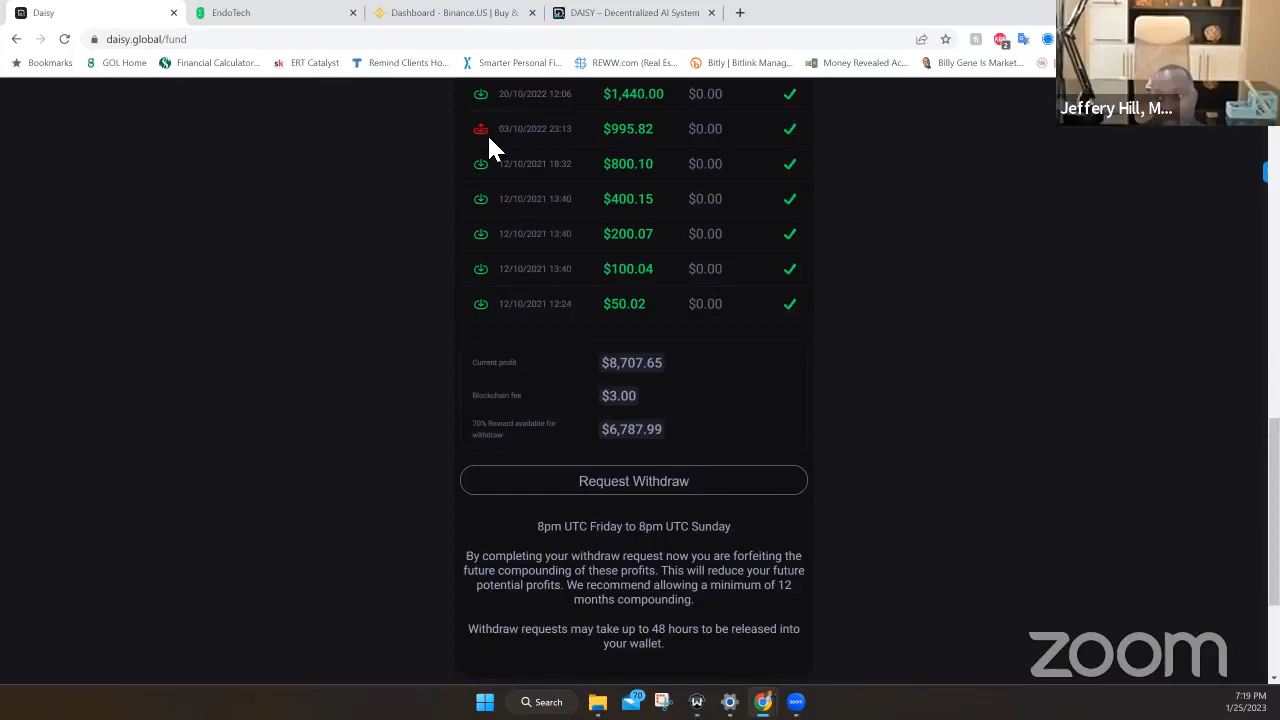 Daisy
EndoTech
DAISY – Decentralized AI System
daisy.global/fund
Bookmarks
GOL Home
Financial Calculator...
ERT Catalyst
Remind Clients Ho...
Smarter Personal Fi...
REWW.com (Real Es...
Bitly | Bitlink Manag...
Money Revealed Ac...
Billy Gene Is Market...
Jeffery Hill, M...
20/10/2022 12:06 $1,440.00 $0.00
03/10/2022 23:13 $995.82 $0.00
12/10/2021 18:32 $800.10 $0.00
12/10/2021 13:40 $400.15 $0.00
12/10/2021 13:40 $200.07 $0.00
12/10/2021 13:40 $100.04 $0.00
12/10/2021 12:24 $50.02 $0.00
Current profit $8,707.65
Blockchain fee $3.00
70% Reward available for
withdraw $6,787.99
Request Withdraw
8pm UTC Friday to 8pm UTC Sunday
By completing your withdraw request now you are forfeiting the
future compounding of these profits. This will reduce your future
potential profits. We recommend allowing a minimum of 12
months compounding.
Withdraw requests may take up to 48 hours to be released into
your wallet.
zoom
70
Search
zoom
7:19 PM
1/25/2023